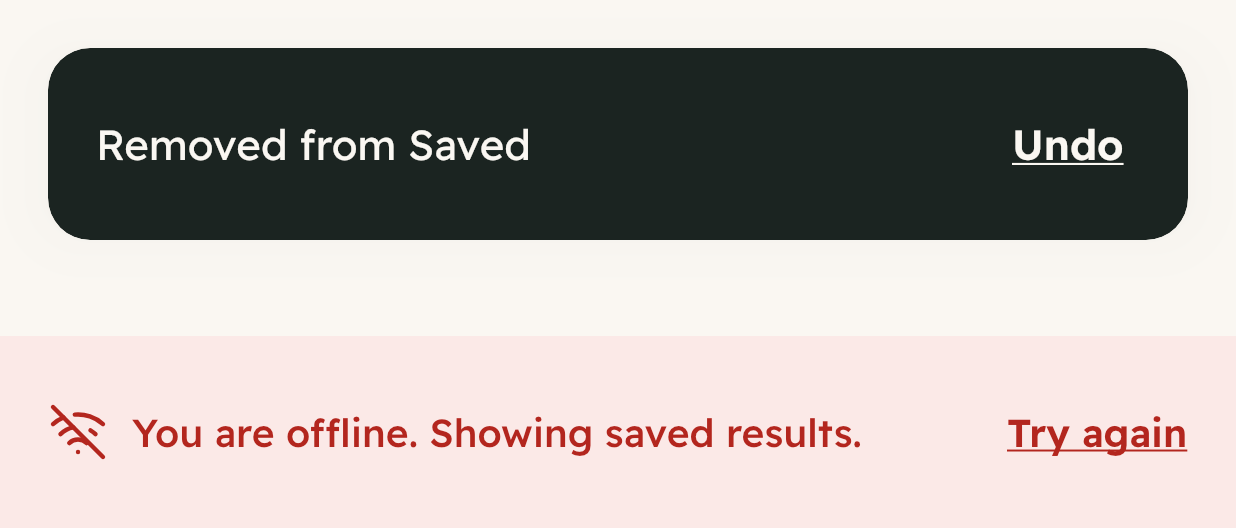 Removed from Saved Undo
You are offline. Showing saved results. Try again